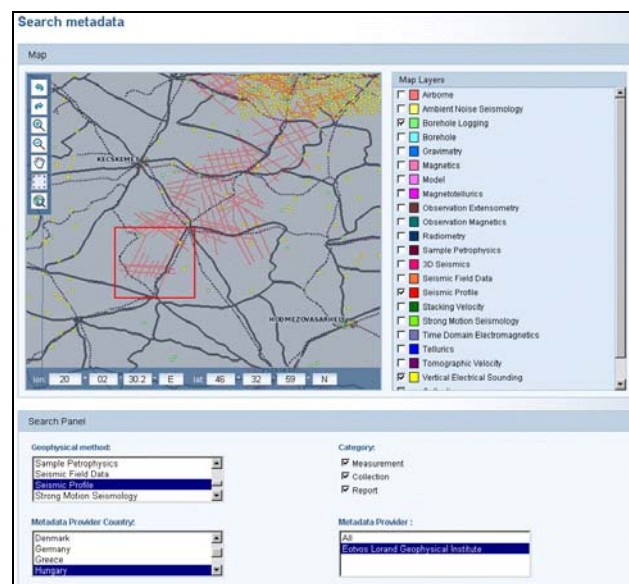 Search metadata
Map
KECSKEMET
HODMEZOVASARHELY
lon: 20 ° 02 ' 30.2 " E lat: 46 ° 32 ' 59 " N
Map Layers
Airborne
Ambient Noise Seismology
Borehole Logging
Borehole
Gravimetry
Magnetics
Model
Magnetotellurics
Observation Extensometry
Observation Magnetics
Radiometry
Sample Petrophysics
3D Seismics
Seismic Field Data
Seismic Profile
Stacking Velocity
Strong Motion Seismology
Time Domain Electromagnetics
Tellurics
Tomographic Velocity
Vertical Electrical Sounding
Search Panel
Geophysical method:
Sample Petrophysics
Seismic Field Data
Seismic Profile
Strong Motion Seismology
Category:
Measurement
Collection
Report
Metadata Provider Country:
Denmark
Germany
Greece
Hungary
Metadata Provider :
All
Eotvos Lorand Geophysical Institute